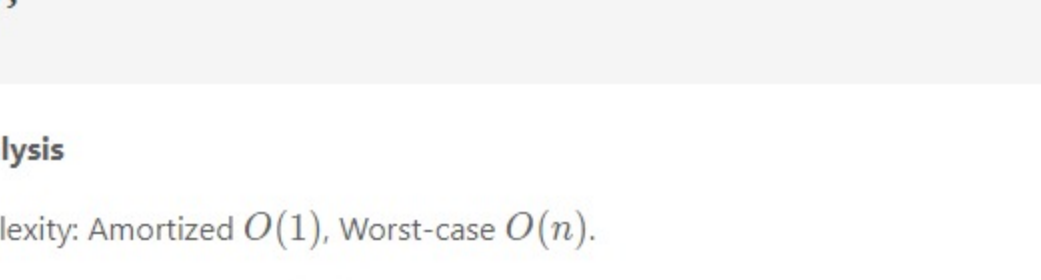 lysis
lexity: Amortized O(1), Worst-case O(n).